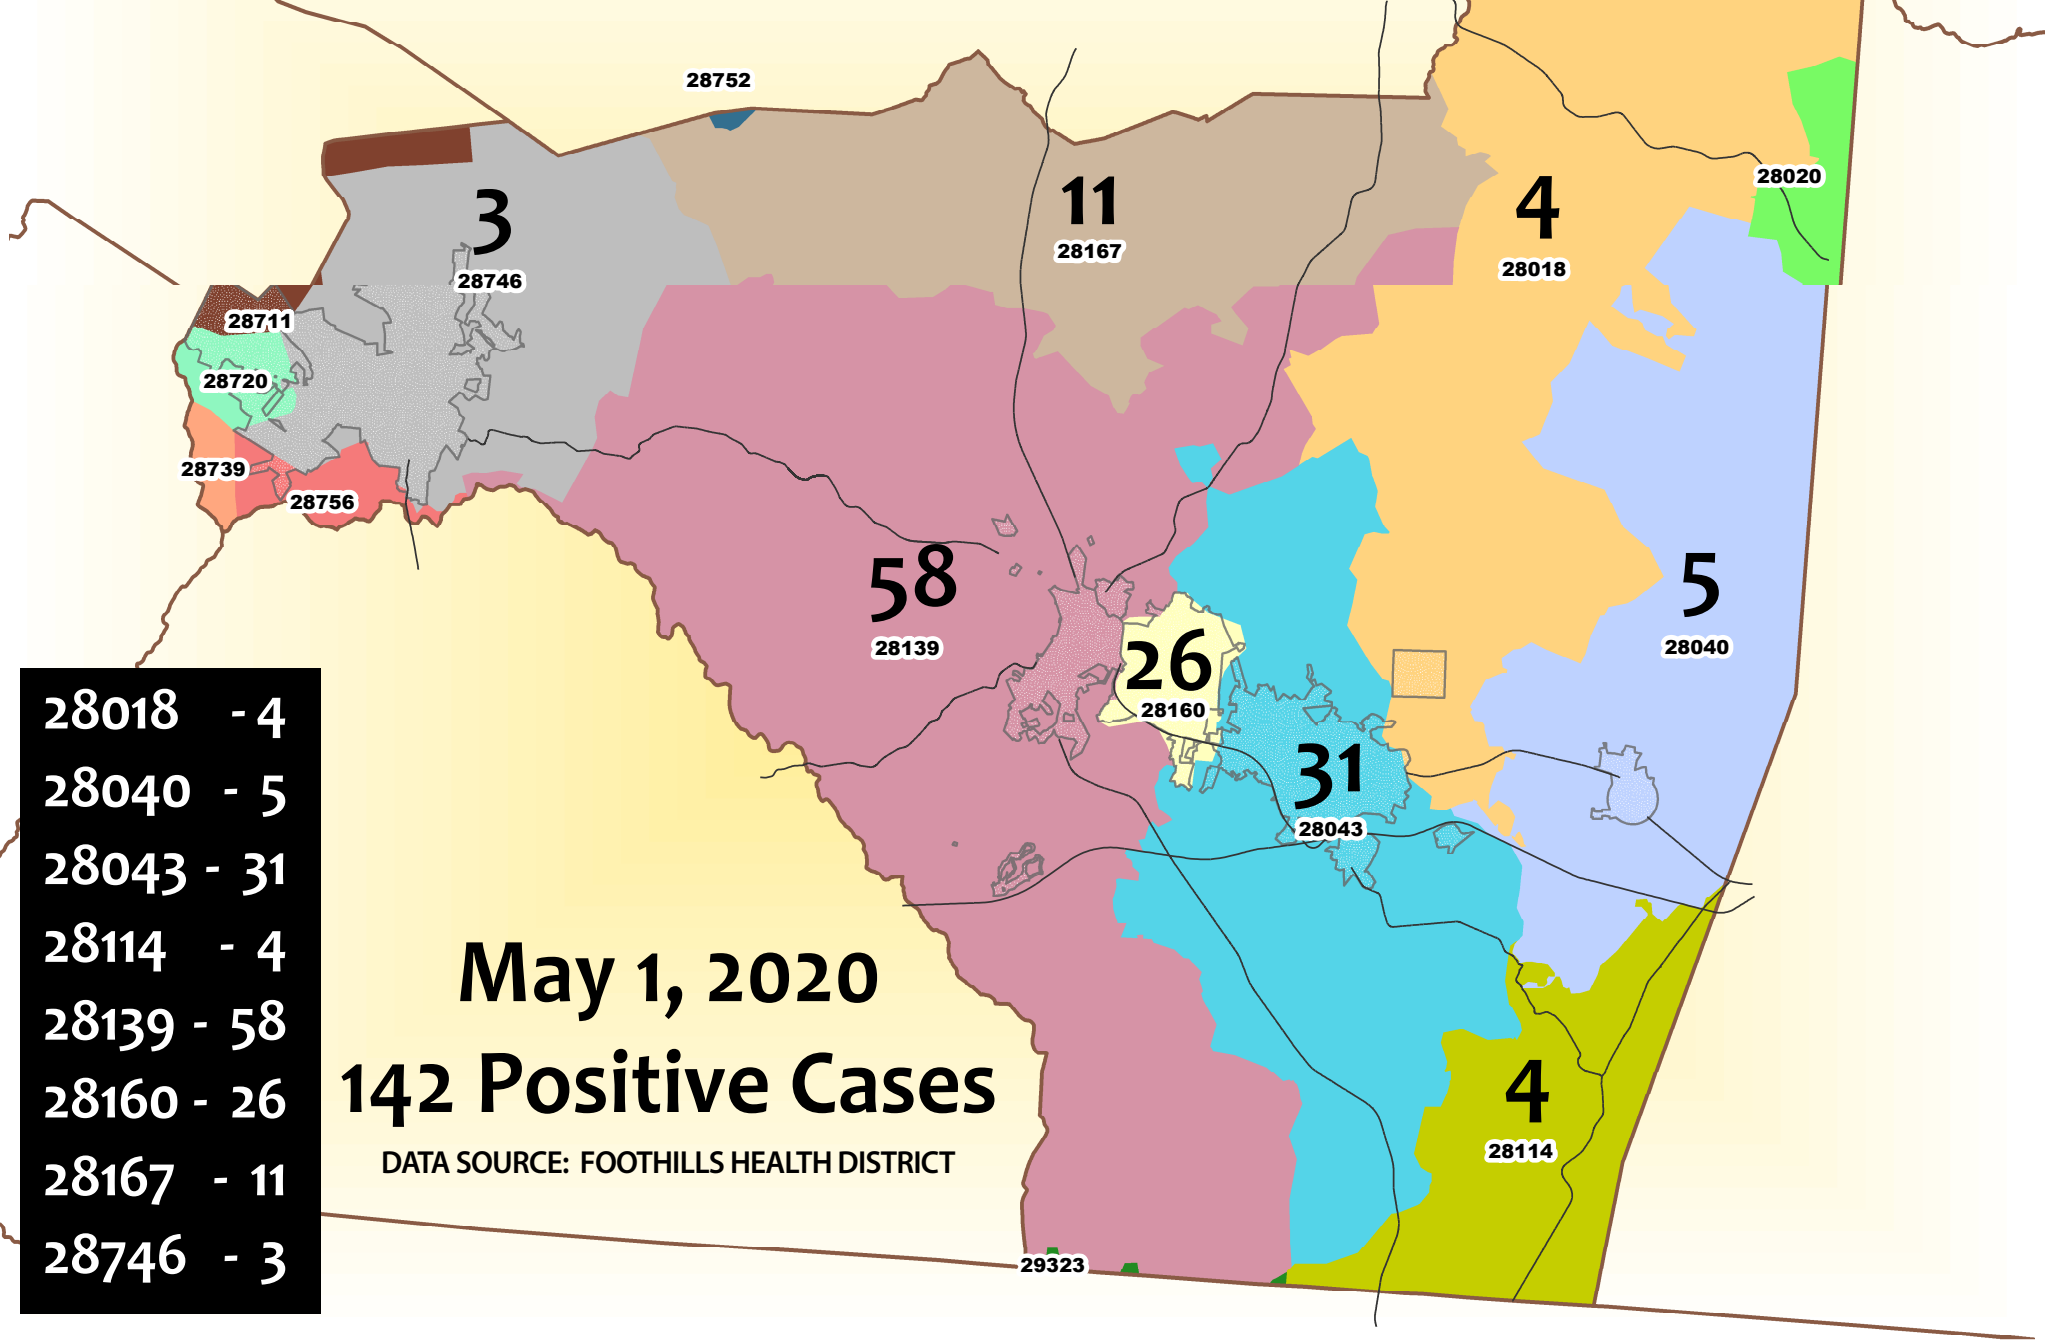 28752
3
28746
11
28167
4
28018
28020
28711
28720
28739
28756
58
28139
26
28160
31
28043
5
28040
4
28114
29323
28018 - 4
28040 - 5
28043 - 31
28114 - 4
28139 - 58
28160 - 26
28167 - 11
28746 - 3
May 1, 2020
142 Positive Cases
DATA SOURCE: FOOTHILLS HEALTH DISTRICT